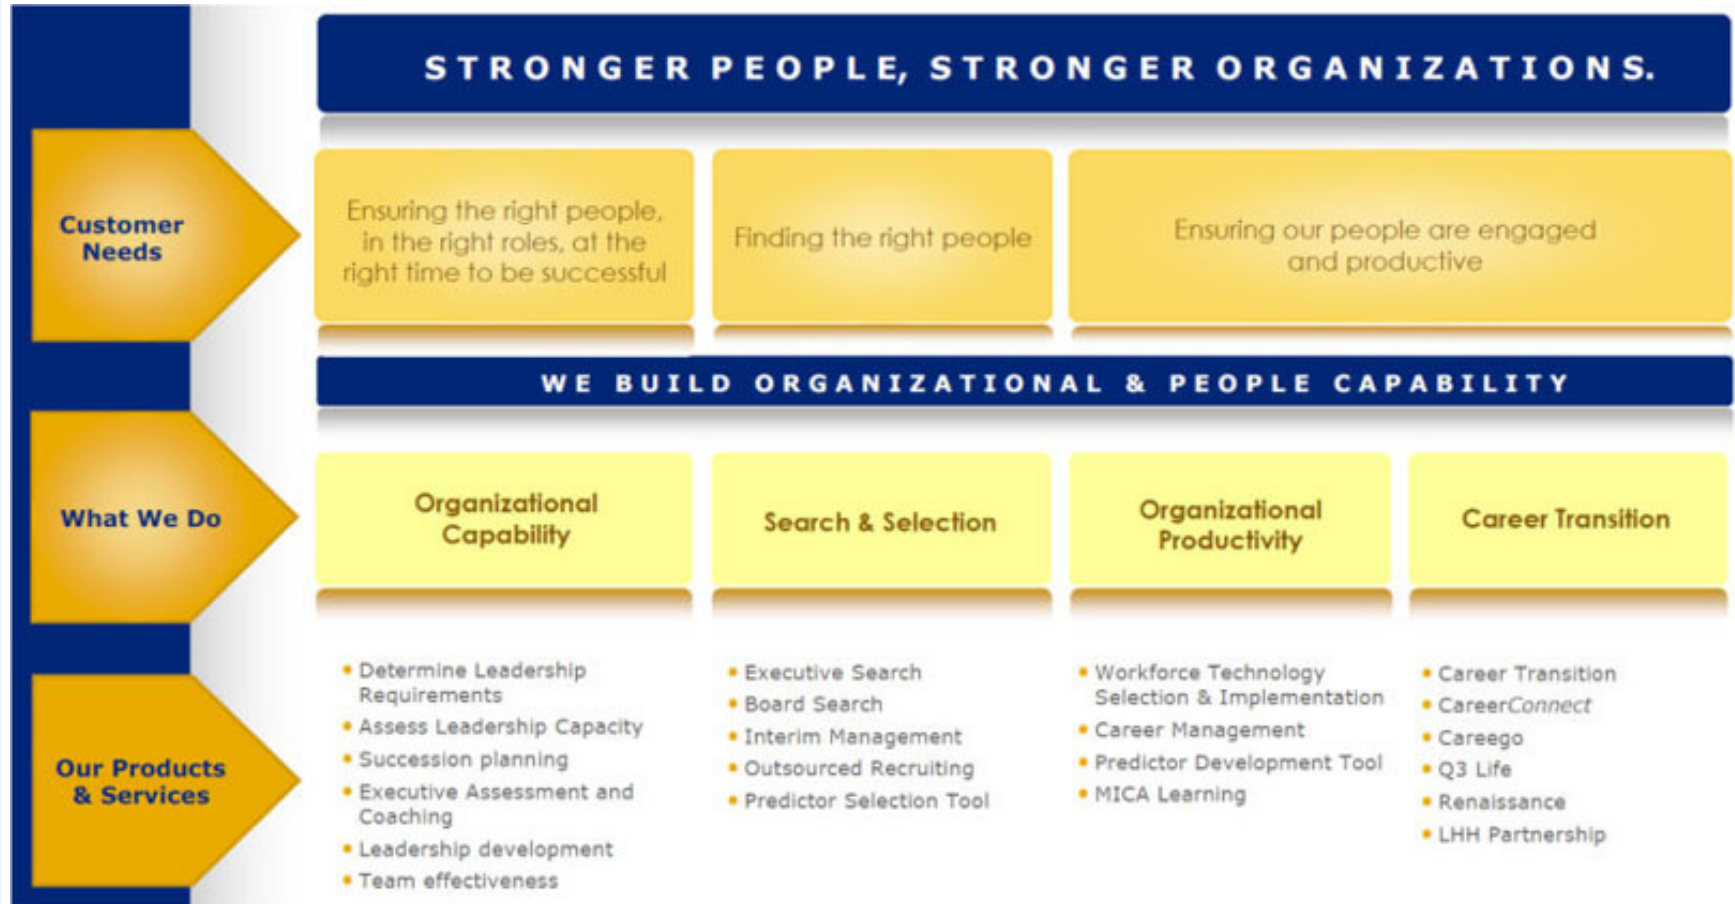 STRONGER PEOPLE, STRONGER ORGANIZATIONS.
Customer
Needs
Ensuring the right people,
in the right roles, at the
right time to be successful
Finding the right people
Ensuring our people are engaged
and productive
WE BUILD ORGANIZATIONAL & PEOPLE CAPABILITY
What We Do
Organizational
Capability
Search & Selection
Organizational
Productivity
Career Transition
Our Products
& Services
• Determine Leadership
Requirements
• Assess Leadership Capacity
• Succession planning
• Executive Assessment and
Coaching
• Leadership development
• Team effectiveness
• Executive Search
• Board Search
• Interim Management
• Outsourced Recruiting
• Predictor Selection Tool
• Workforce Technology
Selection & Implementation
• Career Management
• Predictor Development Tool
• MICA Learning
• Career Transition
• CareerConnect
• Careego
• Q3 Life
• Renaissance
• LHH Partnership